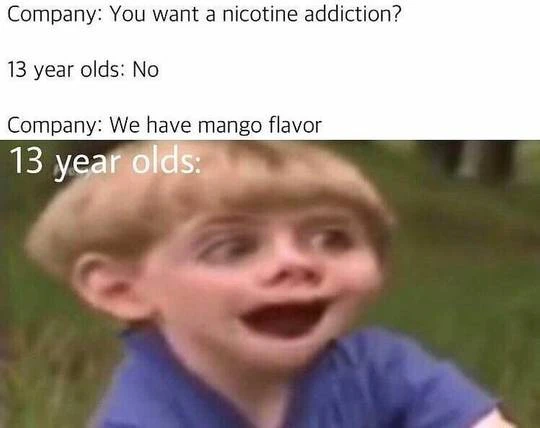 Company: You want a nicotine addiction?
13 year olds: No
Company: We have mango flavor
13 year olds: